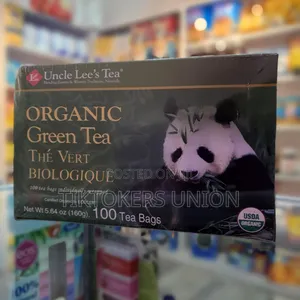 Uncle Lee's Tea
ORGANIC
Green Tea
THÉ VERT
BIOLOGIQUE
POSTED ON
TIKTOKERS UNION
Net Wt 5.64 oz (160g)
100 Tea Bags
USDA
ORGANIC
100%